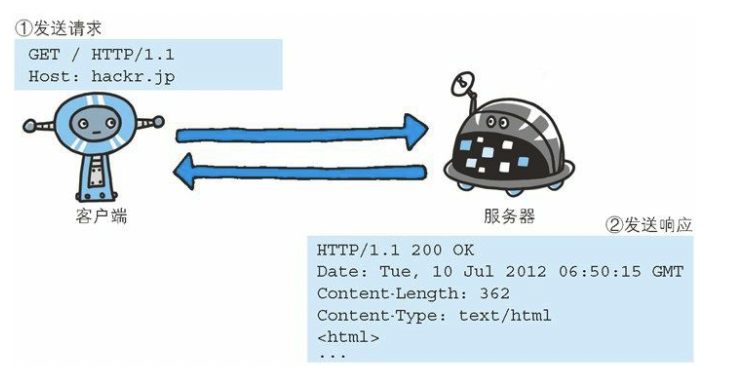 ①发送请求
GET / HTTP/1.1
Host: hackr.jp
客户端
服务器
②发送响应
HTTP/1.1 200 OK
Date: Tue, 10 Jul 2012 06:50:15 GMT
Content-Length: 362
Content-Type: text/html
<html>
...